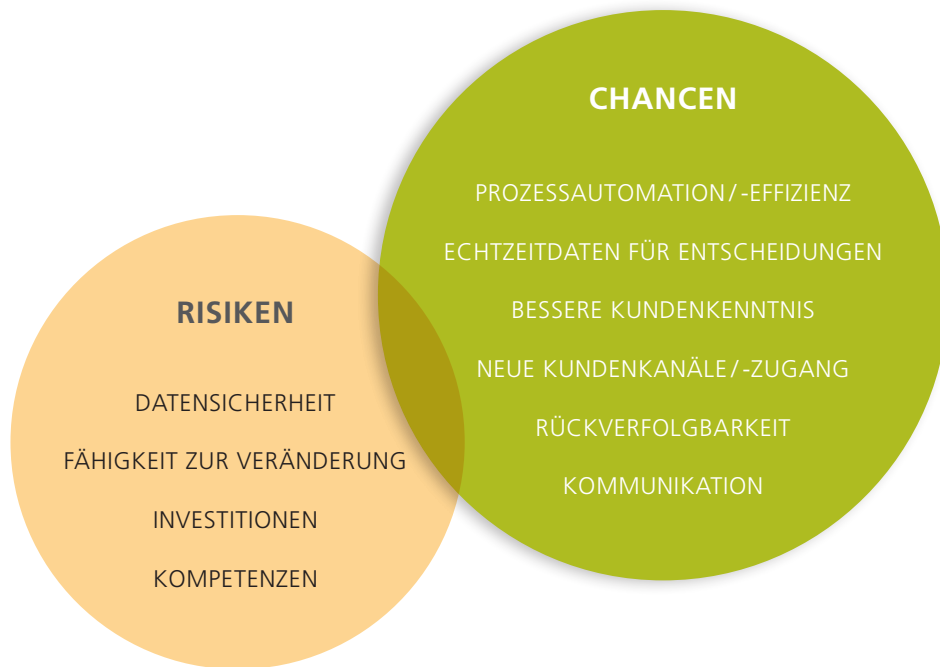 CHANCEN
PROZESSAUTOMATION / -EFFIZIENZ
ECHTZEITDATEN FÜR ENTSCHEIDUNGEN
BESSERE KUNDENKENNTNIS
NEUE KUNDENKANÄLE / -ZUGANG
RÜCKVERFOLGBARKEIT
KOMMUNIKATION
RISIKEN
DATENSICHERHEIT
FÄHIGKEIT ZUR VERÄNDERUNG
INVESTITIONEN
KOMPETENZEN